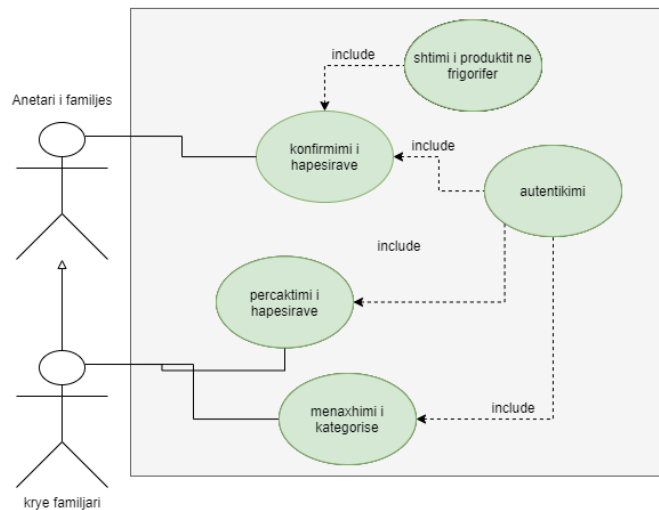 include
shtimi i produktit ne
frigorifer
Anetari i familjes
konfirmimi i
hapesirave
include
autentikimi
include
percaktimi i
hapesirave
menaxhimi i
kategorise
include
krye familjari